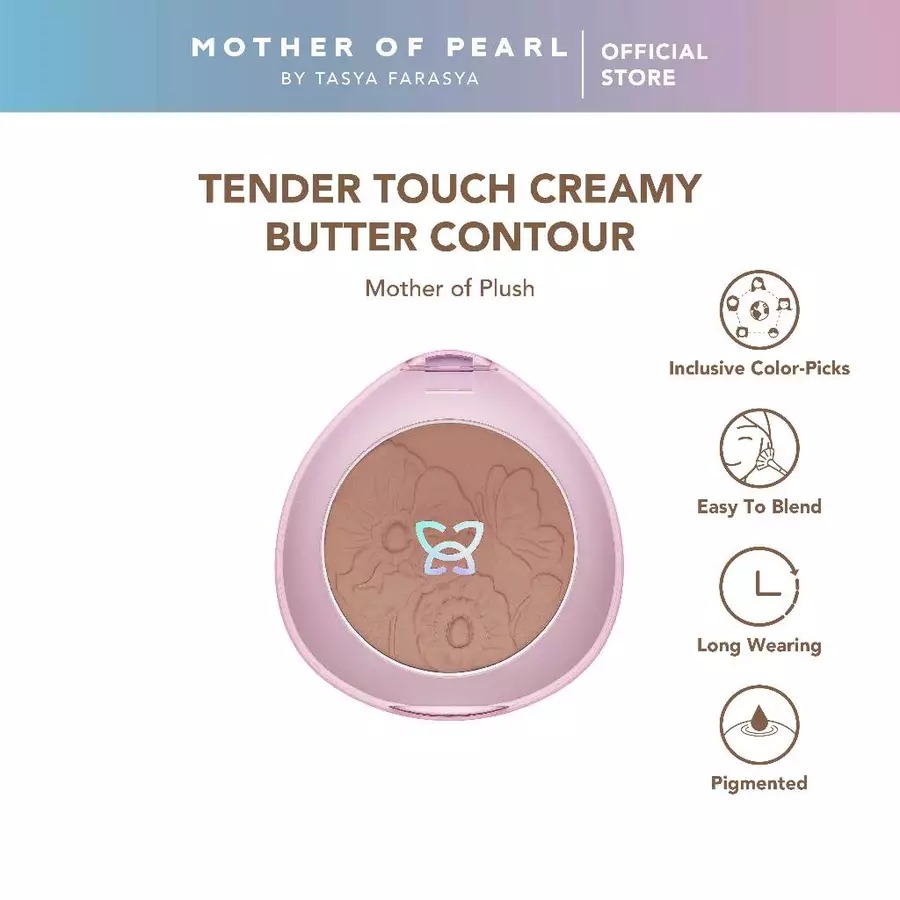 MOTHER OF PEARL
BY TASYA FARASYA
OFFICIAL
STORE
TENDER TOUCH CREAMY
BUTTER CONTOUR
Mother of Plush
Inclusive Color-Picks
Easy To Blend
Long Wearing
Pigmented